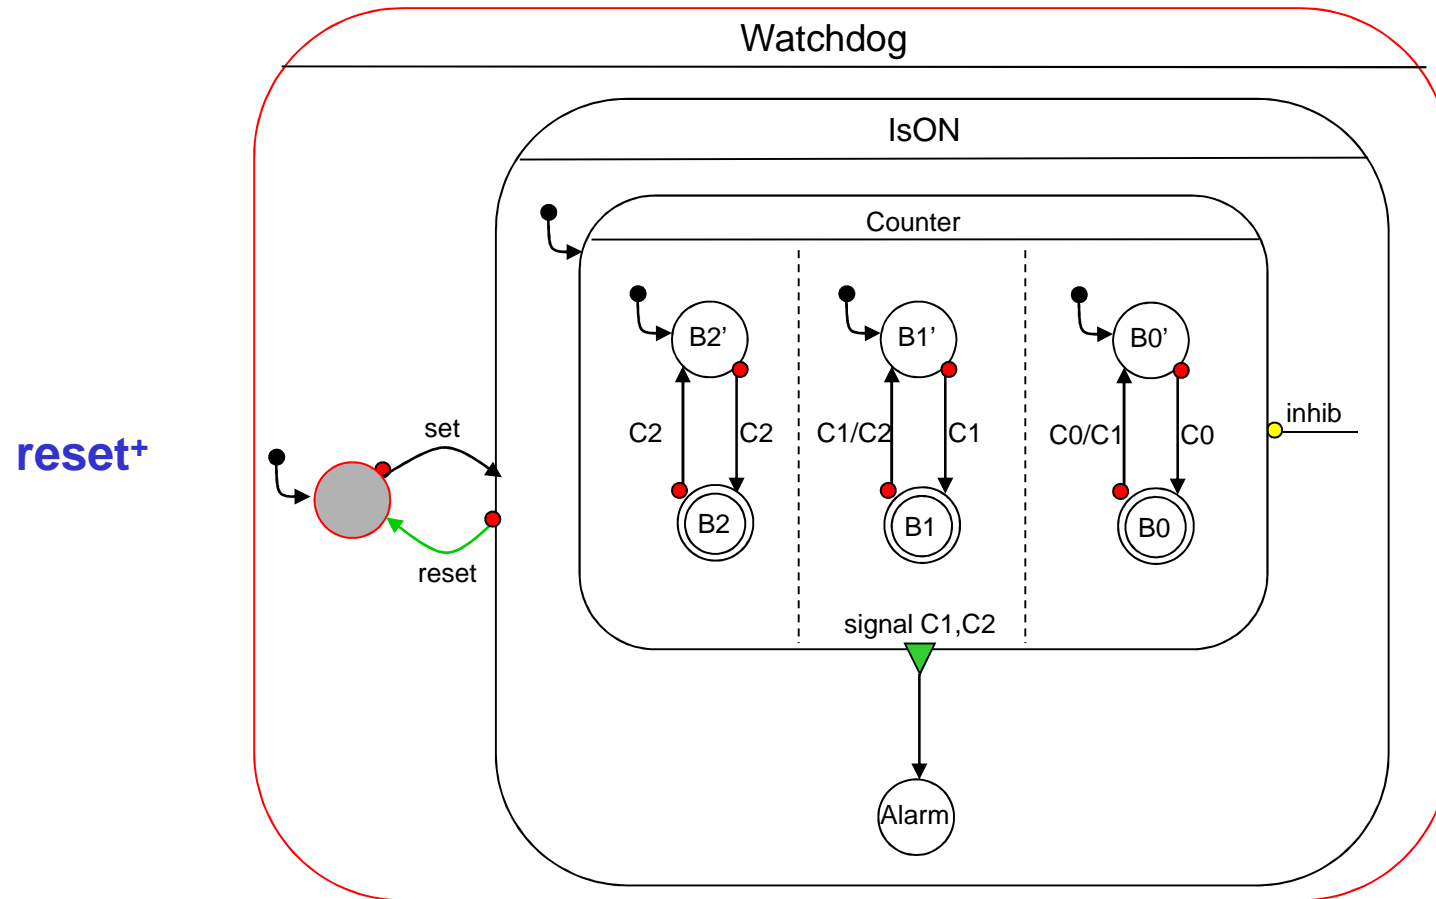 Watchdog
IsON
Counter
B2’
B1’
B0’
inhib
set
C2
C2
C1/C2
C1
C0/C1
C0
reset⁺
B2
B1
B0
reset
signal C1,C2
Alarm